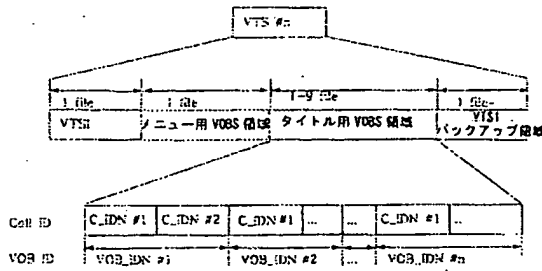 VTS #n
1 file 1 file 1-9 file 1 file
VTSI メニュー用 VOBS 領域 タイトル用 VOBS 領域 VTSI バックアップ領域
Cell ID C_IDN #1 C_IDN #2 C_IDN #1 ... ... C_IDN #1 ..
VOB ID VOB_IDN #1 VOB_IDN #2 ... VOB_IDN #n